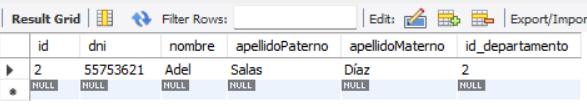 Result Grid Filter Rows: Edit: Export/Impor
id dni nombre apellidoPaterno apellidoMaterno id_departamento
2 55753621 Adel Salas Díaz 2
NULL NULL NULL NULL NULL NULL